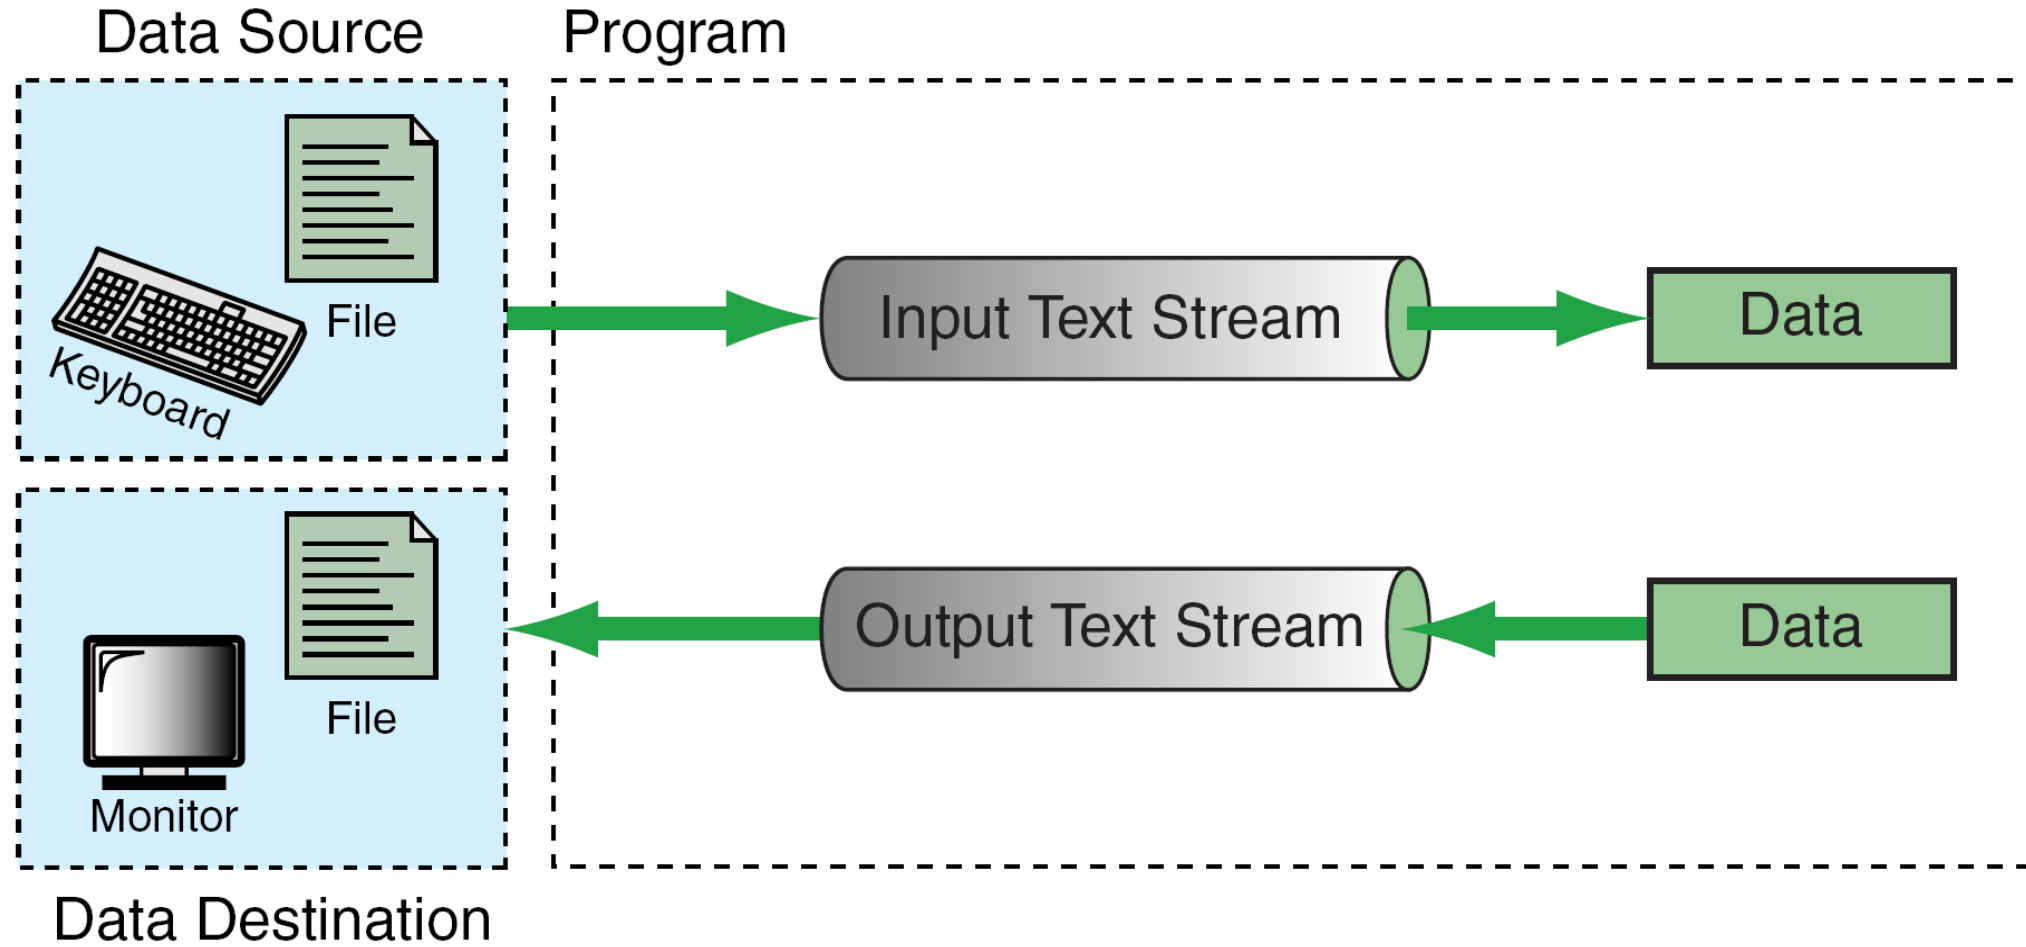 Data Source
Program
File
Keyboard
Input Text Stream
Data
File
Monitor
Output Text Stream
Data
Data Destination